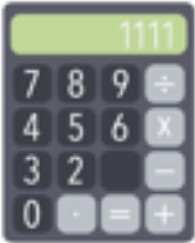 1111
7 8 9 ÷
4 5 6 x
3 2 −
0 · = +